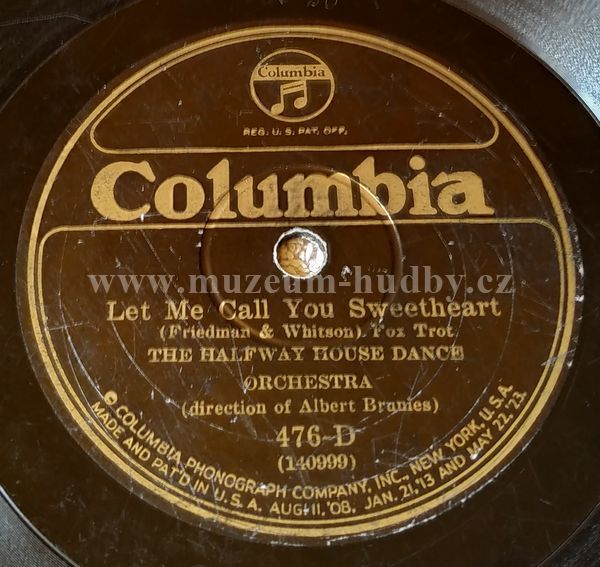 Columbia
REG. U.S. PAT. OFF.
Columbia
www.muzeum-hudby.cz
Let Me Call You Sweetheart
(Friedman & Whitson) Fox Trot
THE HALFWAY HOUSE DANCE
ORCHESTRA
(direction of Albert Brunies)
476-D
(140999)
© COLUMBIA PHONOGRAPH COMPANY, INC., NEW YORK, U.S.A.
MADE AND PAT'D IN U.S.A. AUG. 11, '08, JAN. 21, '13 AND MAY 22, '23.